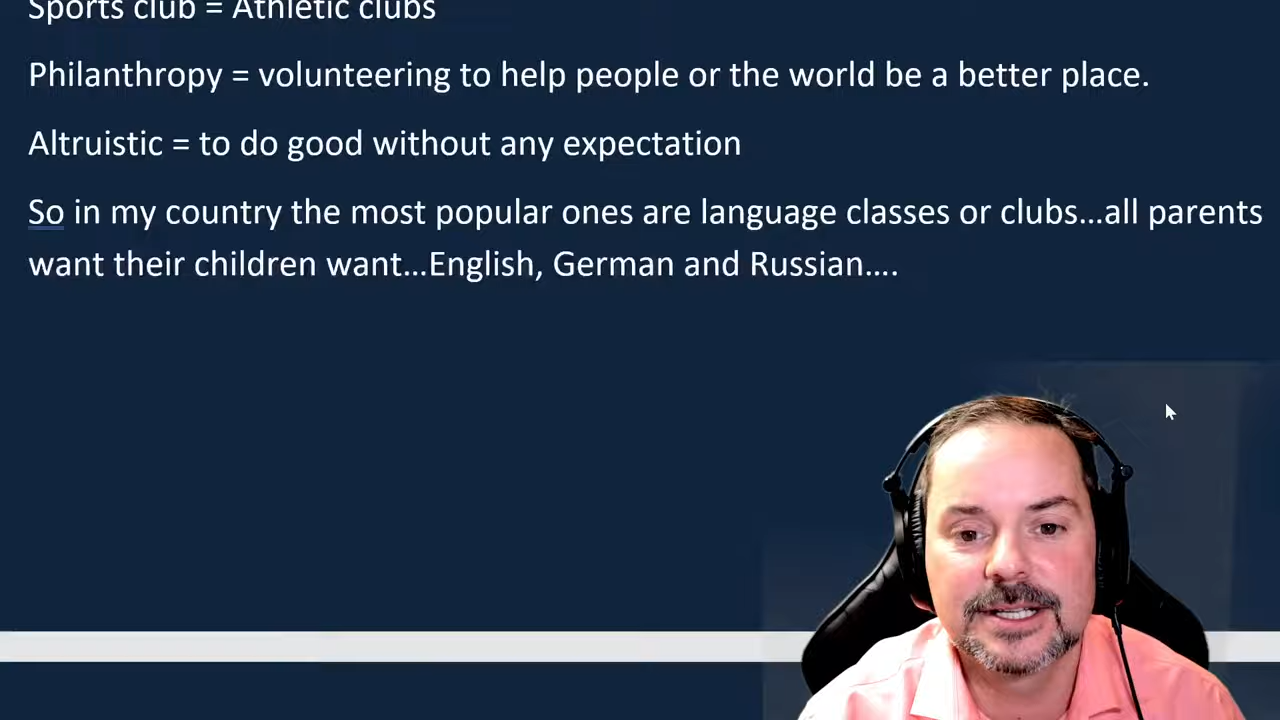 Sports club = Athletic clubs
Philanthropy = volunteering to help people or the world be a better place.
Altruistic = to do good without any expectation
So in my country the most popular ones are language classes or clubs...all parents
want their children want...English, German and Russian....